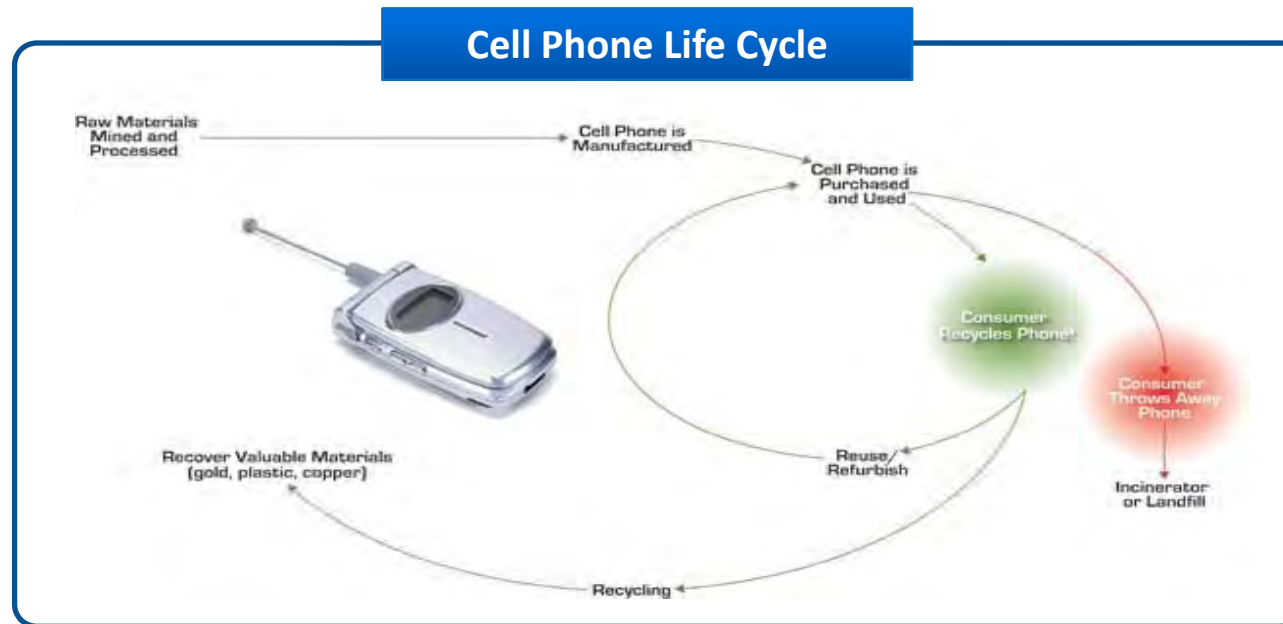 Cell Phone Life Cycle
Raw Materials
Mined and
Processed
Cell Phone is
Manufactured
Cell Phone is
Purchased
and Used
Consumer
Recycles Phone!
Consumer
Throws Away
Phone
Recover Valuable Materials
(gold, plastic, copper)
Reuse/
Refurbish
Incinerator
or Landfill
Recycling